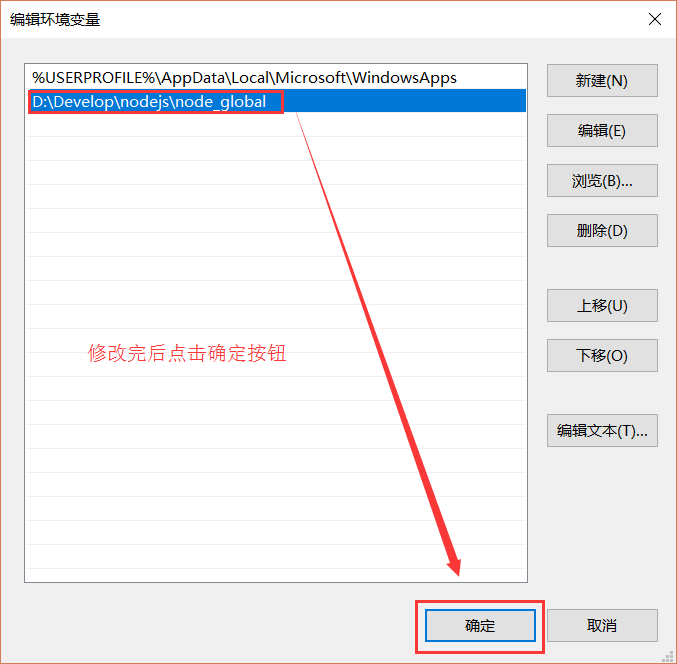 编辑环境变量
%USERPROFILE%\AppData\Local\Microsoft\WindowsApps
D:\Develop\nodejs\node_global
新建(N)
编辑(E)
浏览(B)...
删除(D)
上移(U)
下移(O)
修改完后点击确定按钮
编辑文本(T)...
确定
取消